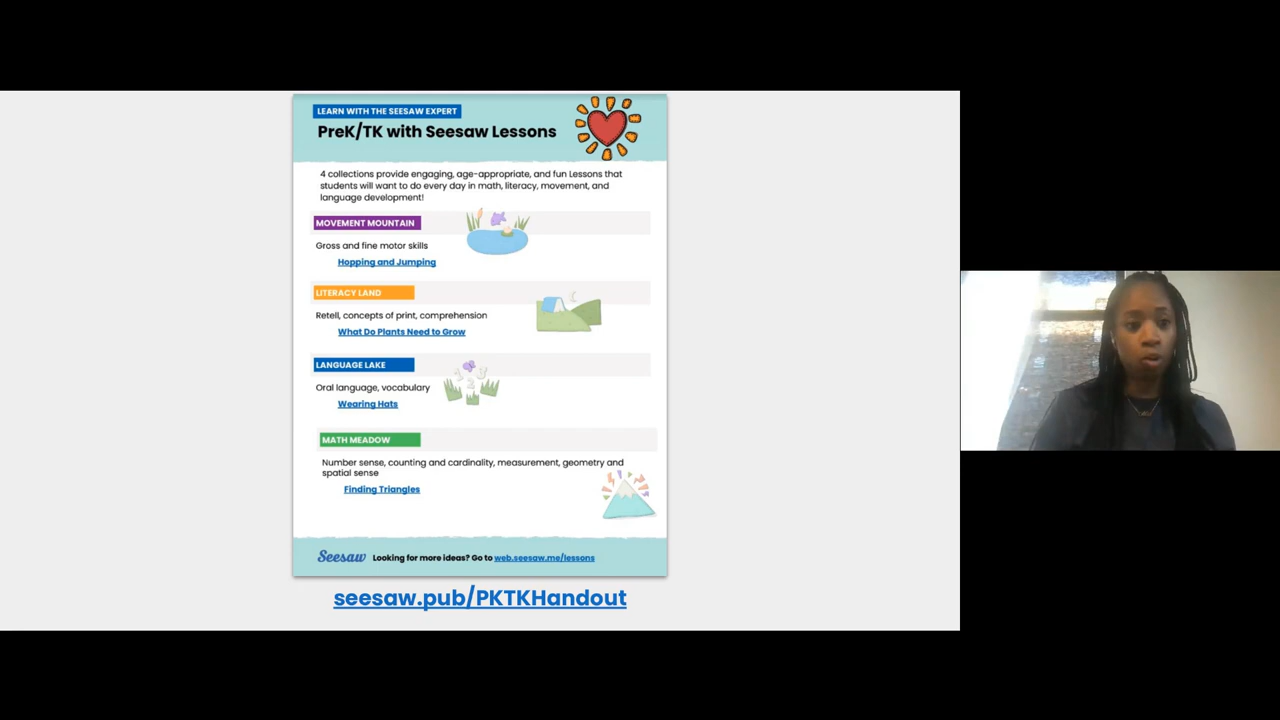 LEARN WITH THE SEESAW EXPERT
PreK/TK with Seesaw Lessons
4 collections provide engaging, age-appropriate, and fun Lessons that
students will want to do every day in math, literacy, movement, and
language development!
MOVEMENT MOUNTAIN
Gross and fine motor skills
Hopping and Jumping
LITERACY LAND
Retell, concepts of print, comprehension
What Do Plants Need to Grow
LANGUAGE LAKE
1 2 3
Oral language, vocabulary
Wearing Hats
MATH MEADOW
Number sense, counting and cardinality, measurement, geometry and
spatial sense
Finding Triangles
Seesaw Looking for more ideas? Go to web.seesaw.me/lessons
seesaw.pub/PKTKHandout